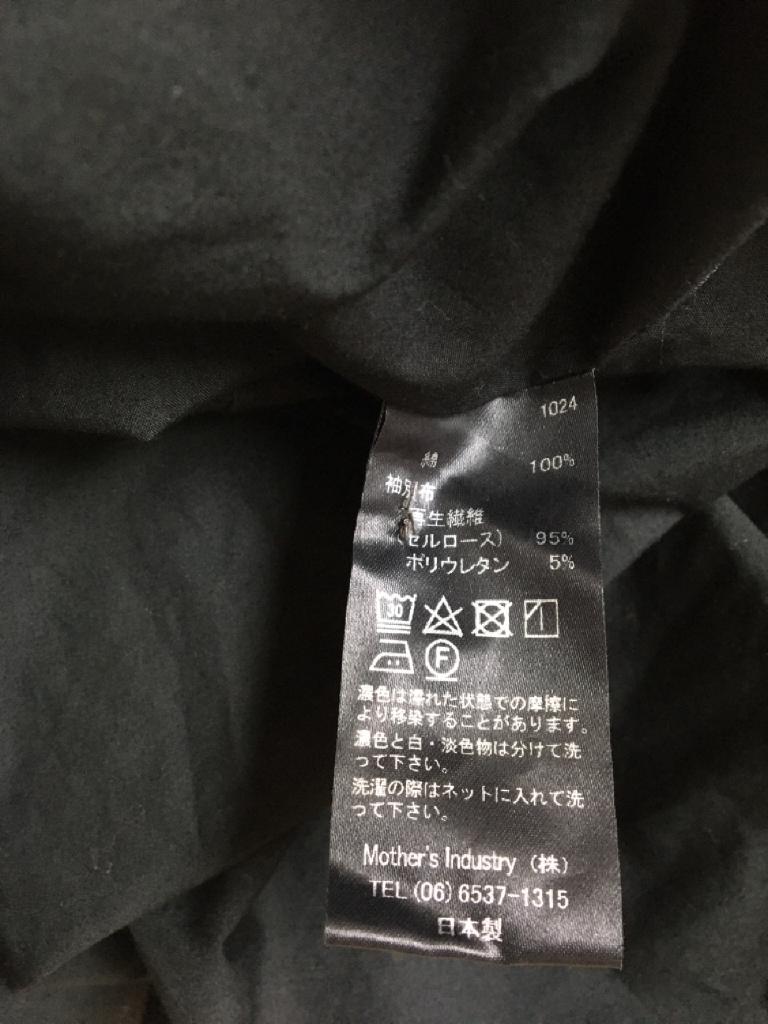 1024
綿 100%
袖別布
再生繊維
(セルロース) 95%
ポリウレタン 5%
30
F
濃色は濡れた状態での摩擦に
より移染することがあります。
濃色と白・淡色物は分けて洗
って下さい。
洗濯の際はネットに入れて洗
って下さい。
Mother's Industry (株)
TEL (06) 6537-1315
日本製